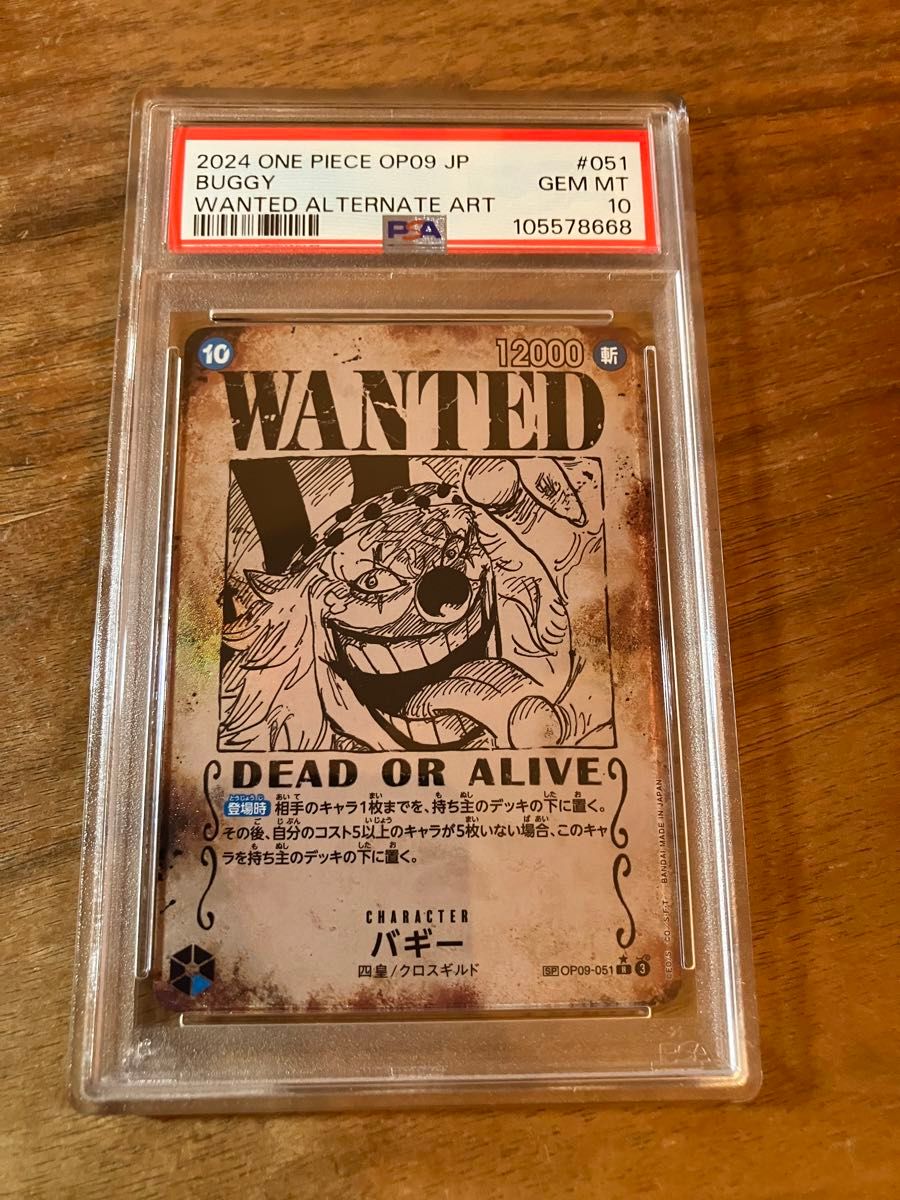 2024 ONE PIECE OP09 JP #051
BUGGY GEM MT
WANTED ALTERNATE ART 10
PSA 105578668
10 12000 斬
WANTED
DEAD OR ALIVE
登場時 相手のキャラ1枚までを、持ち主のデッキの下に置く。
その後、自分のコスト5以上のキャラが5枚いない場合、このキャ
ラを持ち主のデッキの下に置く。
CHARACTER
バギー
四皇/クロスギルド
SP OP09-051 R 3
BANDAI MADE IN JAPAN
PSA